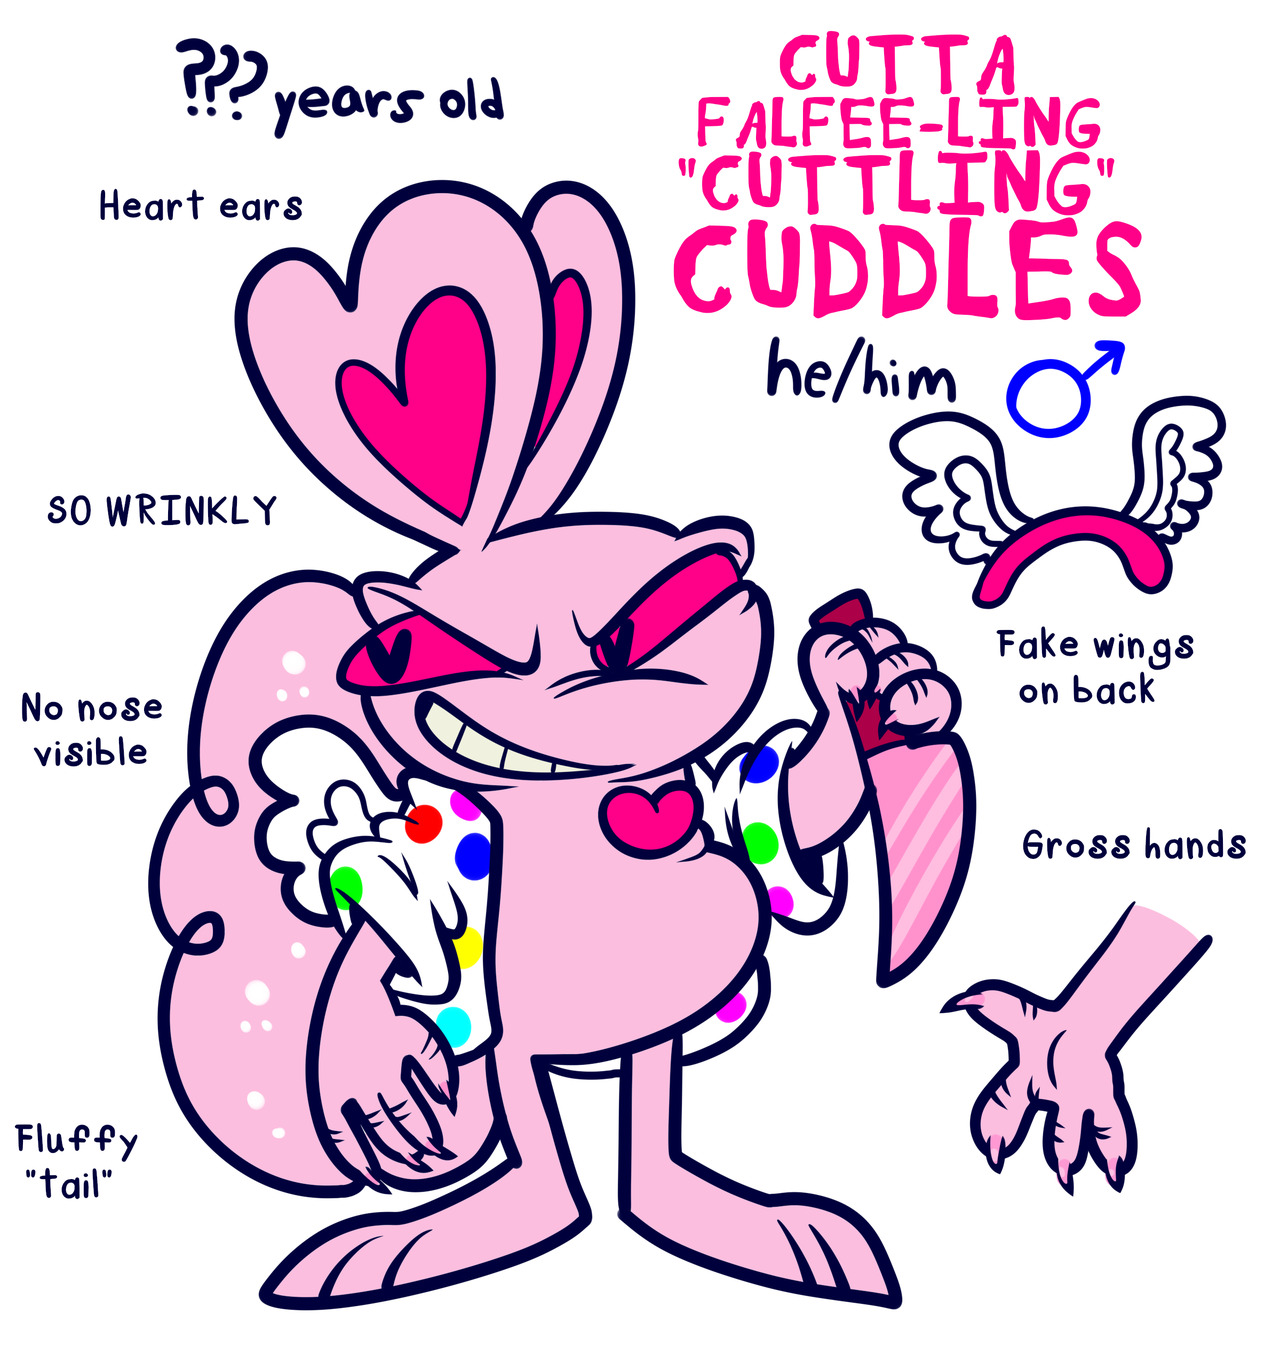 ??? years old
CUTTA
FALFEE-LING
"CUTTLING"
CUDDLES
he/him
Heart ears
SO WRINKLY
No nose
visible
Fluffy
"tail"
Fake wings
on back
Gross hands